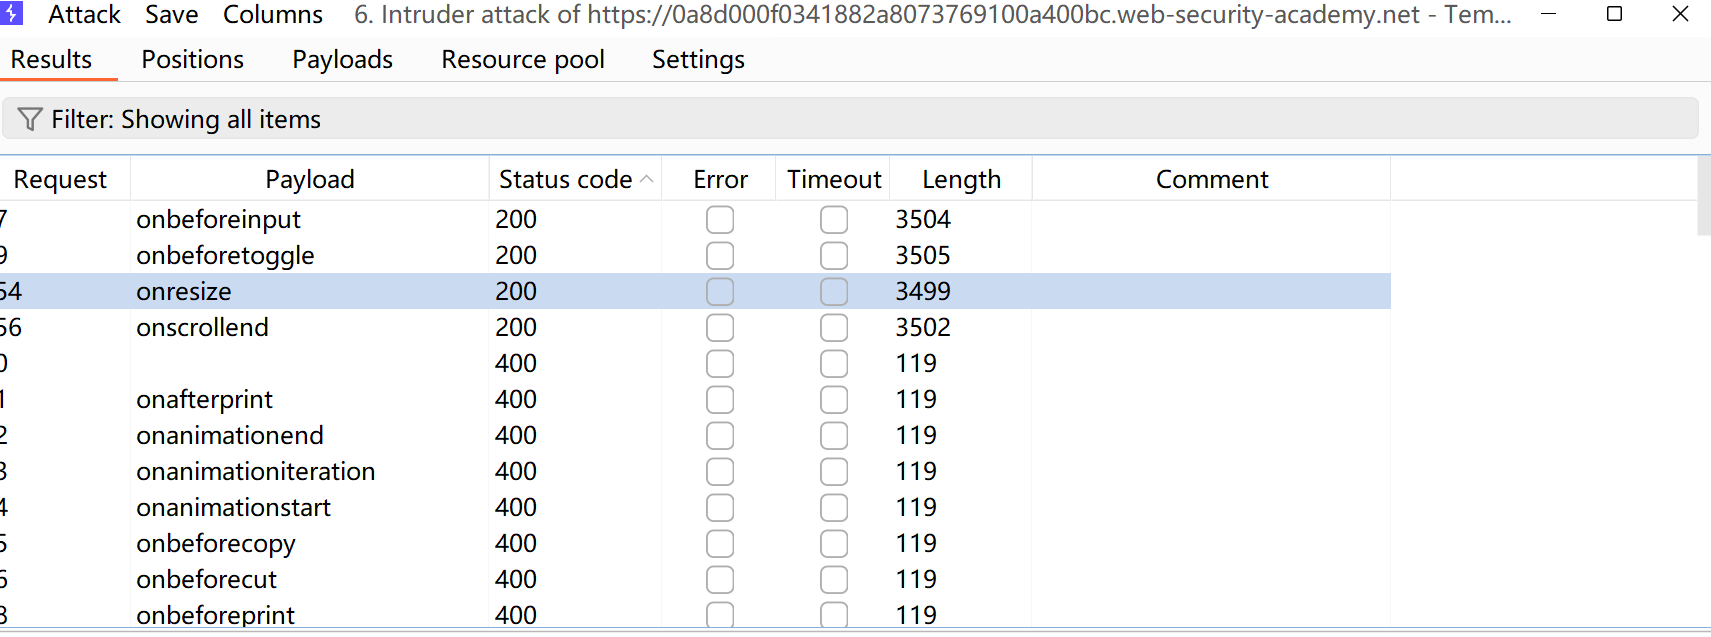 Attack Save Columns 6. Intruder attack of https://0a8d000f0341882a8073769100a400bc.web-security-academy.net - Tem...
Results Positions Payloads Resource pool Settings
Filter: Showing all items
Request Payload Status code Error Timeout Length Comment
7 onbeforeinput 200 3504
9 onbeforetoggle 200 3505
54 onresize 200 3499
56 onscrollend 200 3502
0 400 119
1 onafterprint 400 119
2 onanimationend 400 119
3 onanimationiteration 400 119
4 onanimationstart 400 119
5 onbeforecopy 400 119
6 onbeforecut 400 119
8 onbeforeprint 400 119